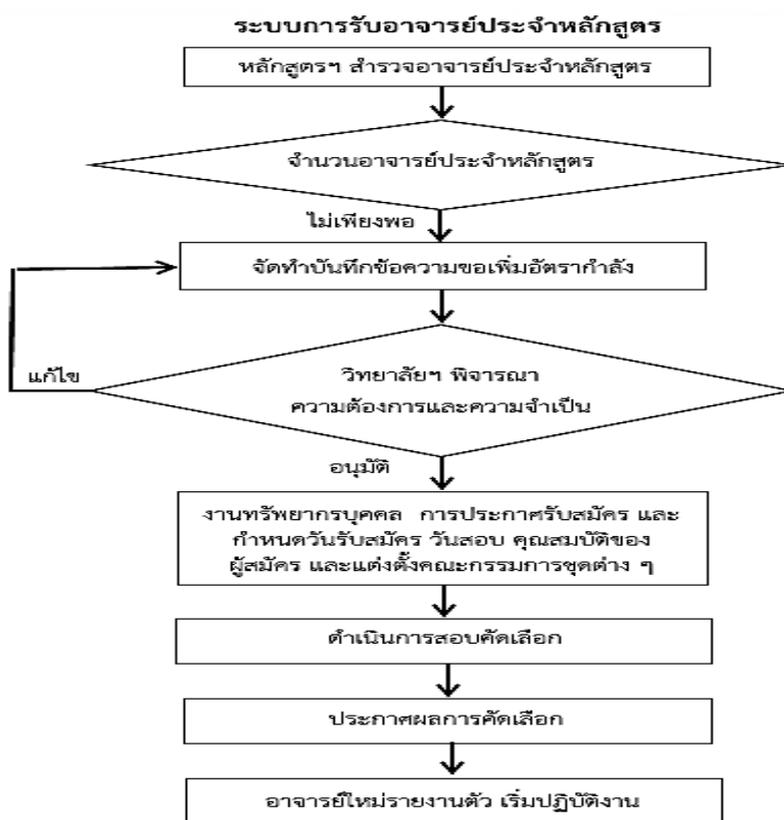 ระบบการรับอาจารย์ประจำหลักสูตร
หลักสูตรฯ สำรวจอาจารย์ประจำหลักสูตร
จำนวนอาจารย์ประจำหลักสูตร
ไม่เพียงพอ
จัดทำบันทึกข้อความขอเพิ่มอัตรากำลัง
แก้ไข
วิทยาลัยฯ พิจารณา
ความต้องการและความจำเป็น
อนุมัติ
งานทรัพยากรบุคคล การประกาศรับสมัคร และ
กำหนดวันรับสมัคร วันสอบ คุณสมบัติของ
ผู้สมัคร และแต่งตั้งคณะกรรมการชุดต่าง ๆ
ดำเนินการสอบคัดเลือก
ประกาศผลการคัดเลือก
อาจารย์ใหม่รายงานตัว เริ่มปฏิบัติงาน